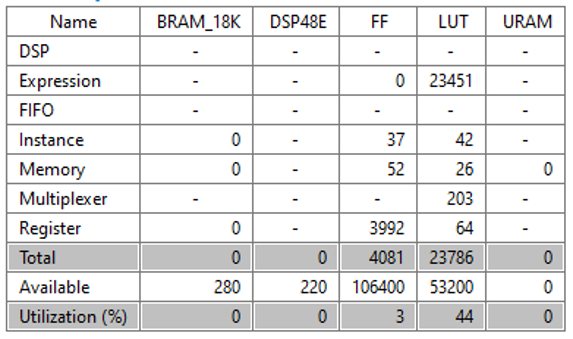 Name BRAM_18K DSP48E FF LUT URAM
DSP - - - - -
Expression - - 0 23451 -
FIFO - - - - -
Instance 0 - 37 42 -
Memory 0 - 52 26 0
Multiplexer - - - 203 -
Register 0 - 3992 64 -
Total 0 0 4081 23786 0
Available 280 220 106400 53200 0
Utilization (%) 0 0 3 44 0